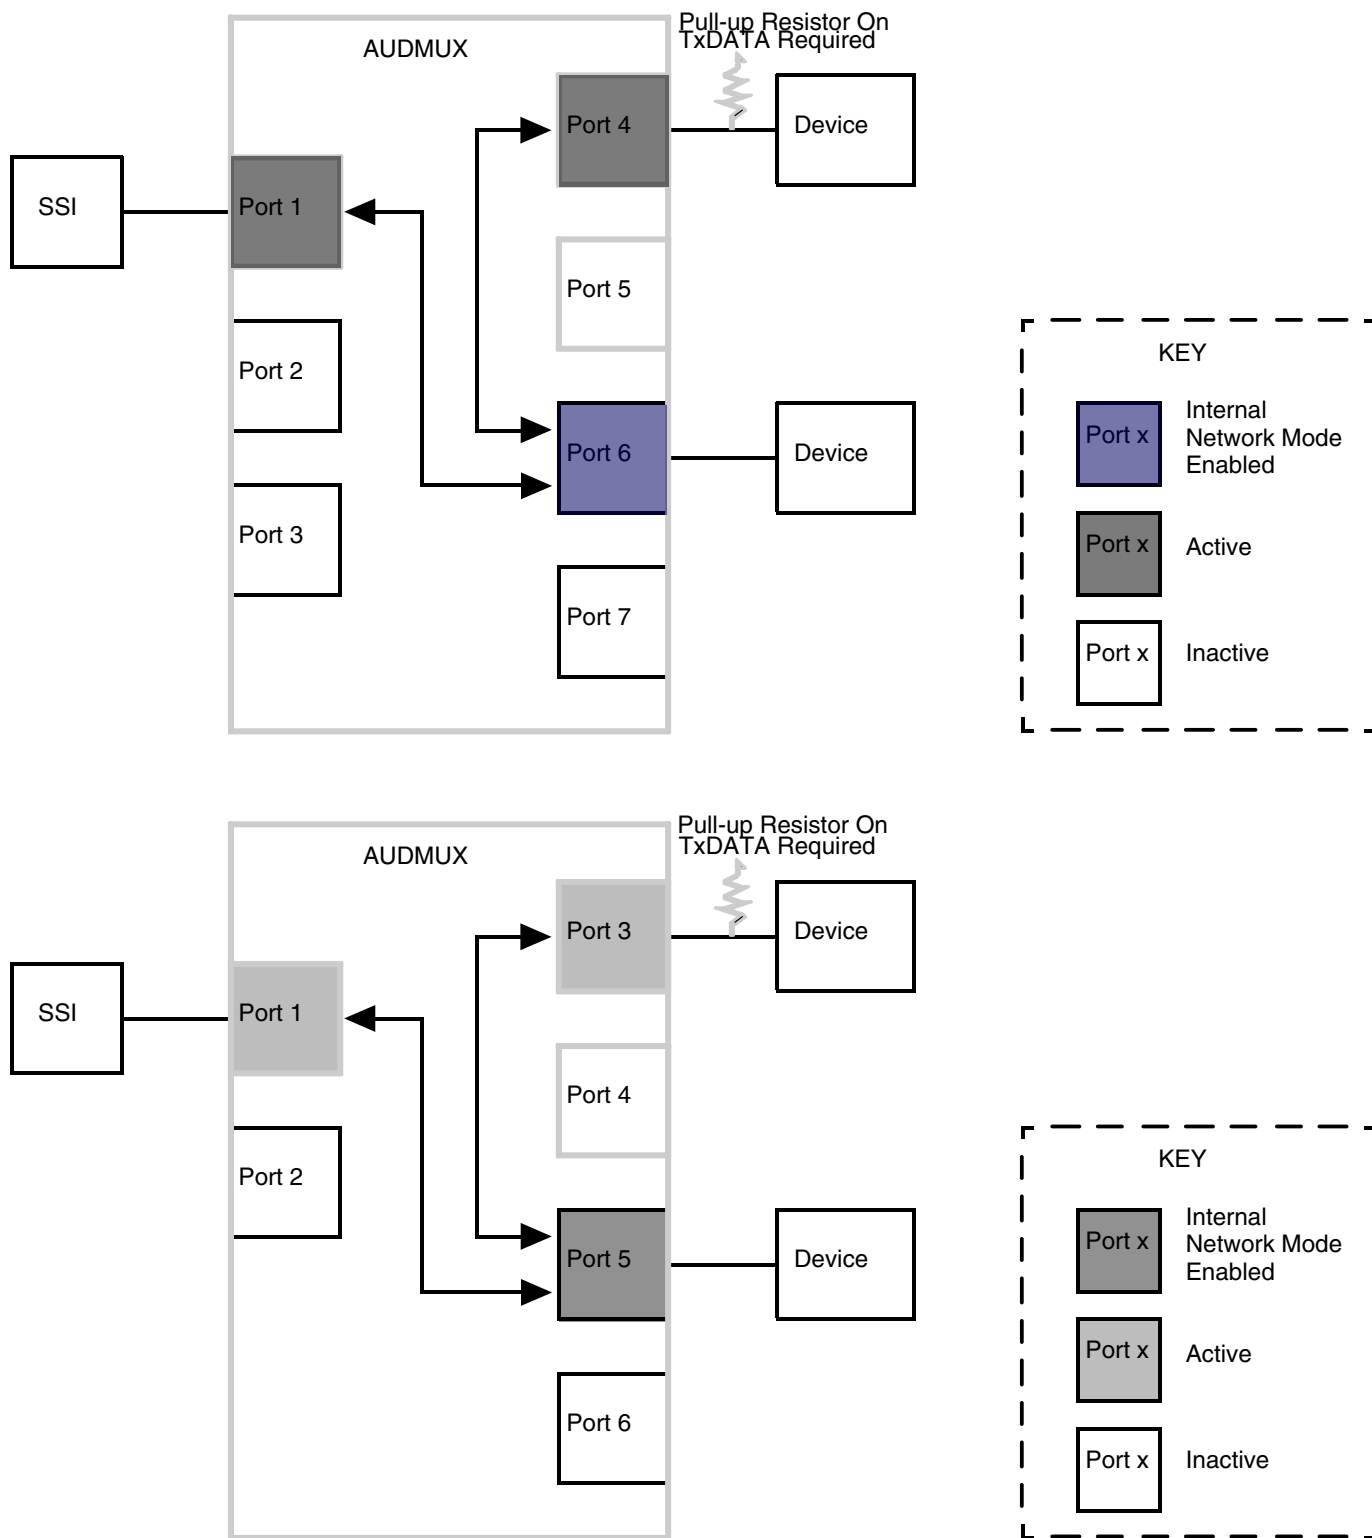 Pull-up Resistor On
TxDATA Required
AUDMUX
Port 4
Device
SSI
Port 1
Port 5
Port 2
Port 6
Device
Port 3
Port 7
KEY
Port x
Internal
Network Mode
Enabled
Port x
Active
Port x
Inactive
Pull-up Resistor On
TxDATA Required
AUDMUX
Port 3
Device
SSI
Port 1
Port 4
Port 2
Port 5
Device
Port 6
KEY
Port x
Internal
Network Mode
Enabled
Port x
Active
Port x
Inactive